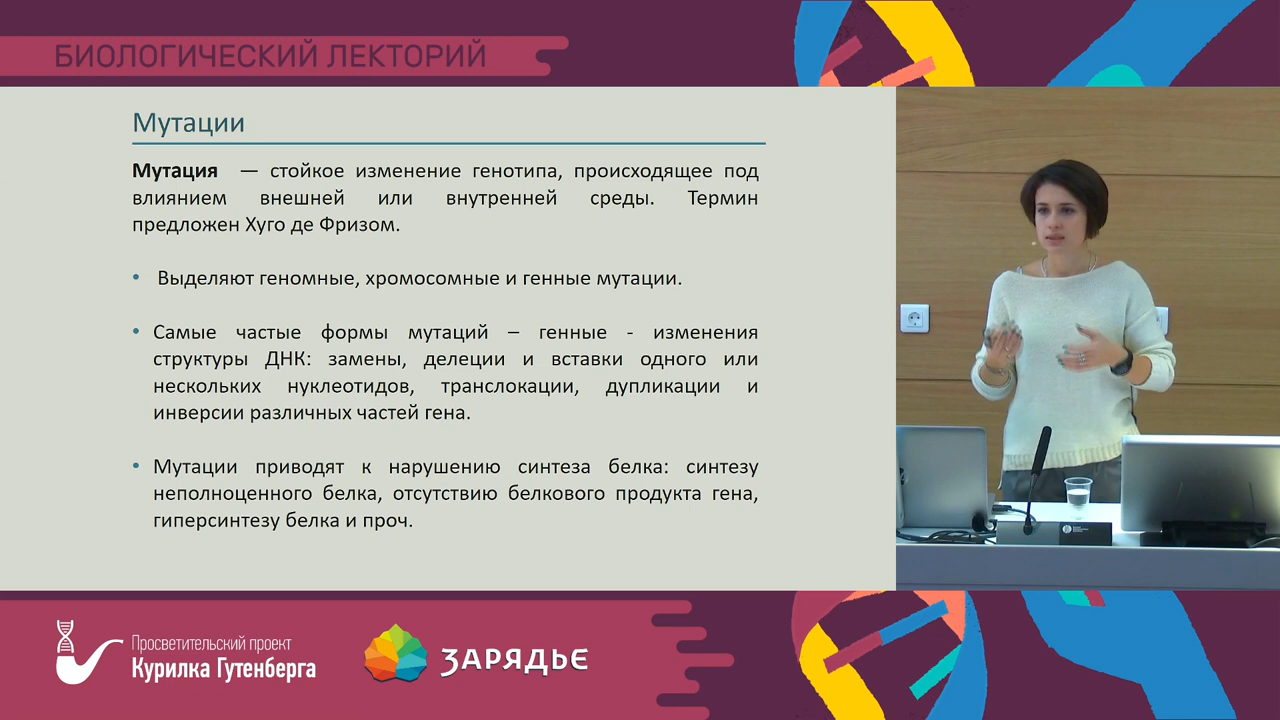 БИОЛОГИЧЕСКИЙ ЛЕКТОРИЙ
Мутации
Мутация — стойкое изменение генотипа, происходящее под
влиянием внешней или внутренней среды. Термин
предложен Хуго де Фризом.
• Выделяют геномные, хромосомные и генные мутации.
• Самые частые формы мутаций – генные - изменения
структуры ДНК: замены, делеции и вставки одного или
нескольких нуклеотидов, транслокации, дупликации и
инверсии различных частей гена.
• Мутации приводят к нарушению синтеза белка: синтезу
неполноценного белка, отсутствию белкового продукта гена,
гиперсинтезу белка и проч.
Просветительский проект
Курилка Гутенберга
ЗАРЯДЬЕ